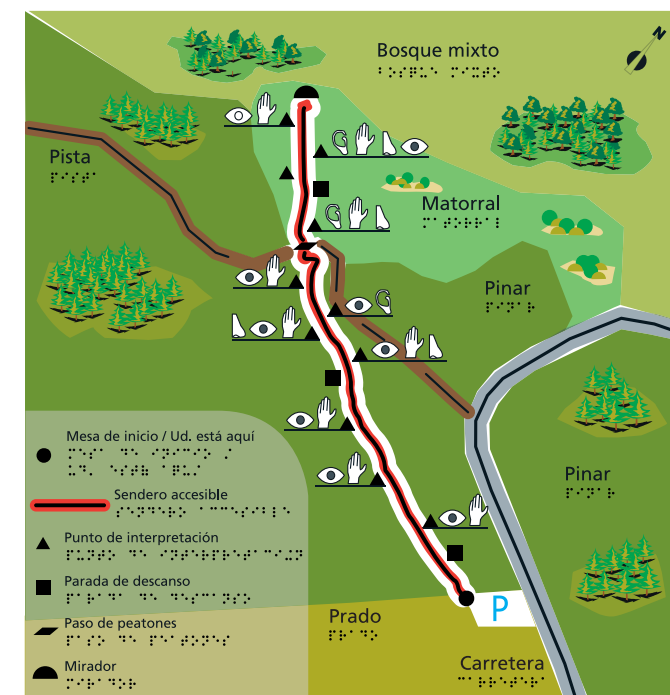 N
Bosque mixto
Pista
Matorral
Pinar
Pinar
Mesa de inicio / Ud. está aquí
Sendero accesible
Punto de interpretación
Parada de descanso
Paso de peatones
Mirador
Prado
P
Carretera